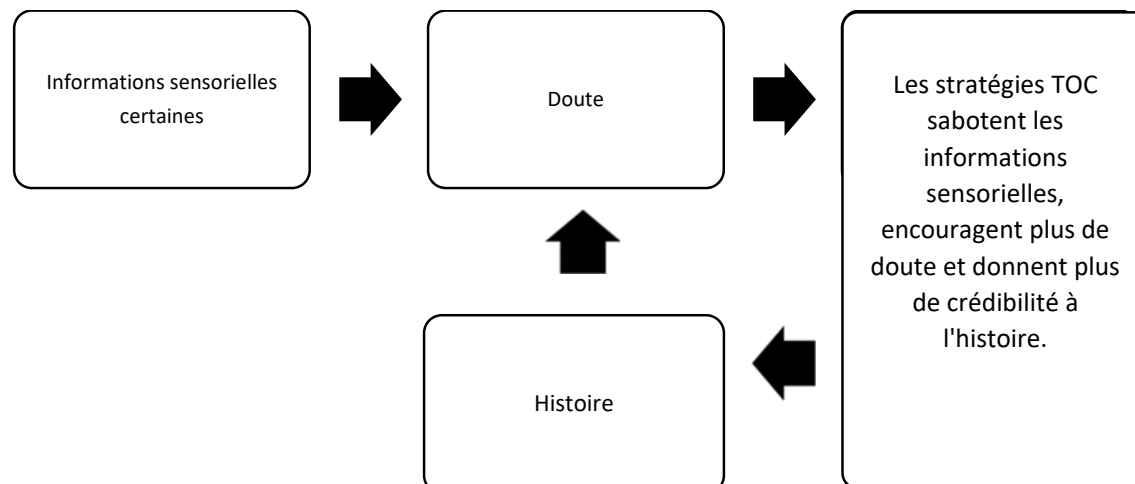 Informations sensorielles
certaines
Doute
Les stratégies TOC
sabotent les
informations
sensorielles,
encouragent plus de
doute et donnent plus
de crédibilité à
l'histoire.
Histoire